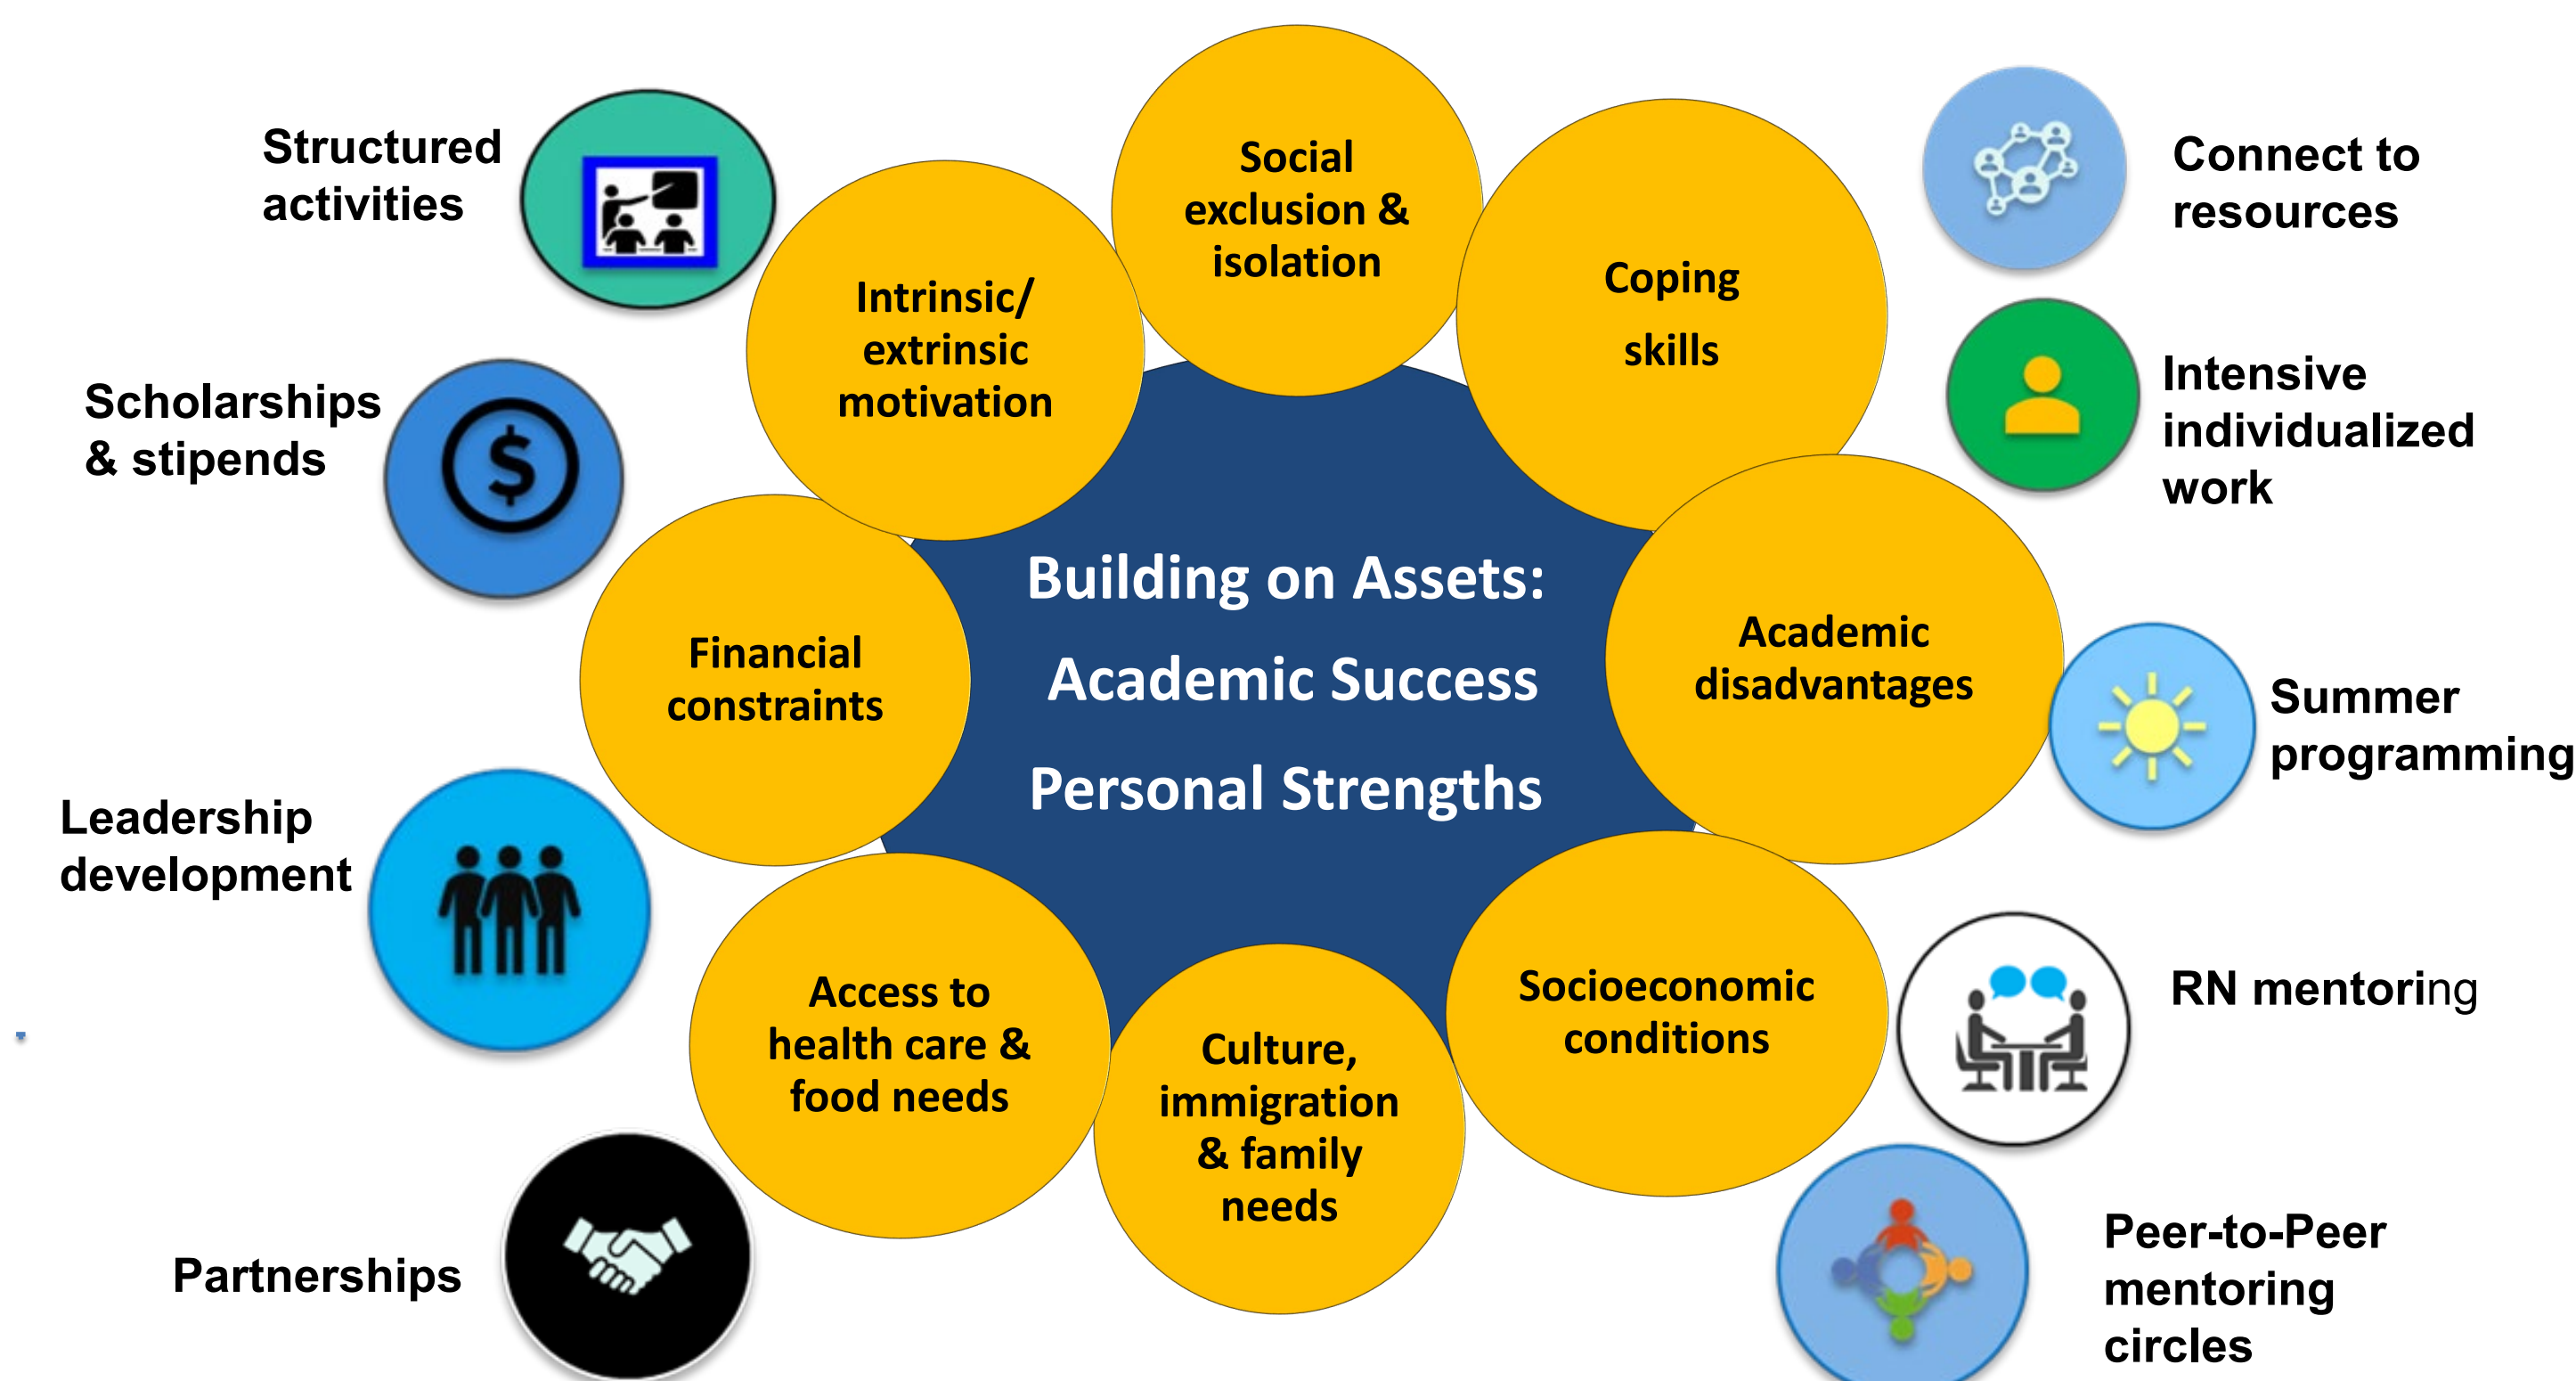 Structured
activities
Scholarships
& stipends
Leadership
development
Partnerships
Social
exclusion &
isolation
Intrinsic/
extrinsic
motivation
Coping
skills
Financial
constraints
Building on Assets:
Academic Success
Personal Strengths
Academic
disadvantages
Access to
health care &
food needs
Culture,
immigration
& family
needs
Socioeconomic
conditions
Connect to
resources
Intensive
individualized
work
Summer
programming
RN mentoring
Peer-to-Peer
mentoring
circles
$